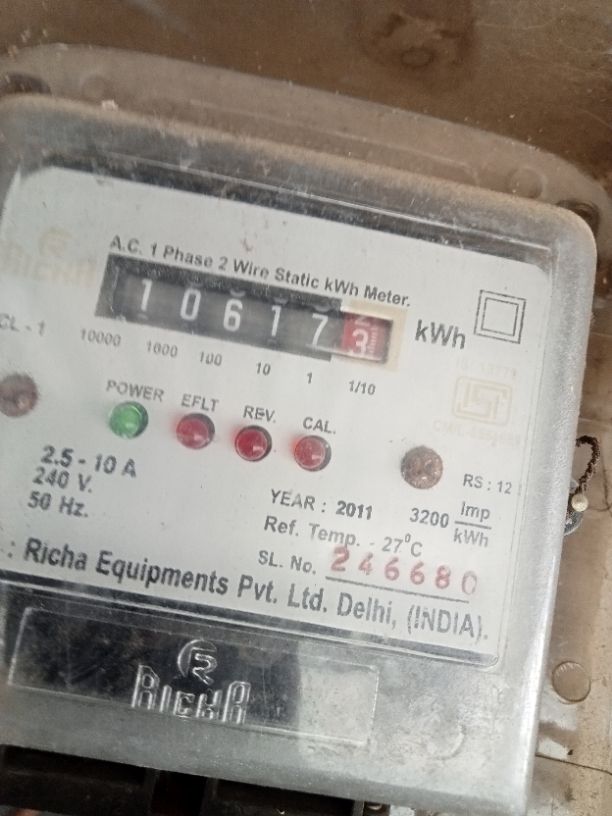 RICHA
A.C. 1 Phase 2 Wire Static kWh Meter.
1 0 6 1 7 3 kWh
CL - 1 10000 1000 100 10 1 1/10
POWER EFLT REV. CAL.
2.5 - 10 A
240 V.
50 Hz.
RS : 12
YEAR : 2011 3200 Imp/kWh
Ref. Temp. - 27°C
SL. No. 246680
: Richa Equipments Pvt. Ltd. Delhi, (INDIA).
RICHA